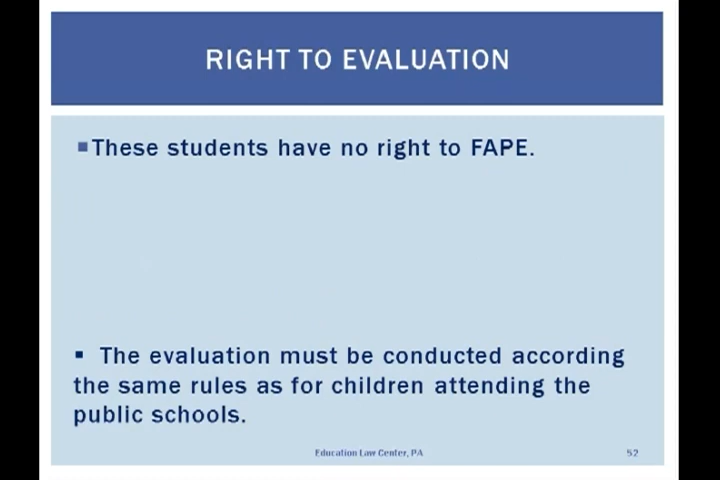 RIGHT TO EVALUATION
▪These students have no right to FAPE.
▪ The evaluation must be conducted according
the same rules as for children attending the
public schools.
Education Law Center, PA
52